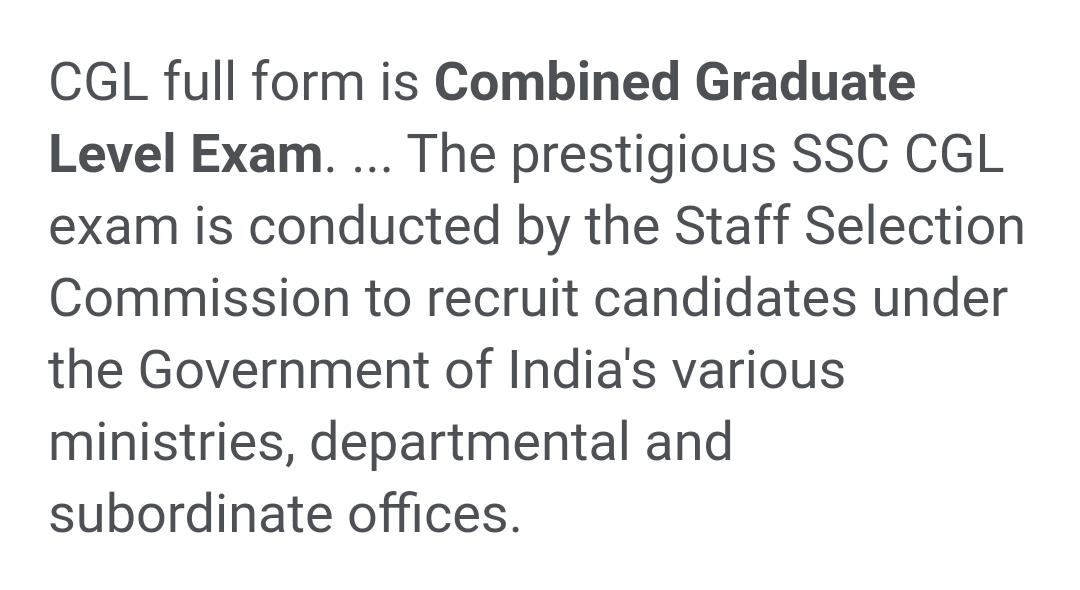 CGL full form is Combined Graduate
Level Exam. ... The prestigious SSC CGL
exam is conducted by the Staff Selection
Commission to recruit candidates under
the Government of India's various
ministries, departmental and
subordinate offices.